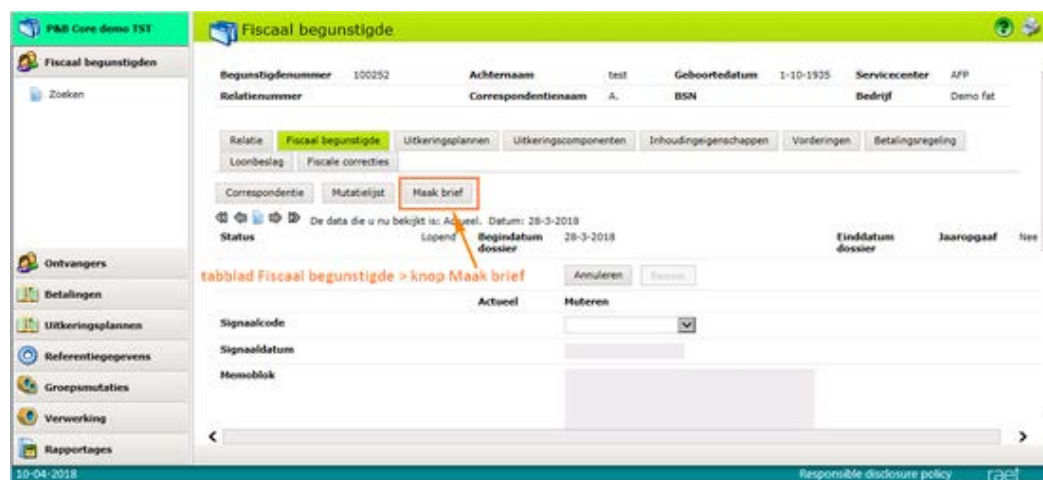 P&B Core demo TST
Fiscaal begunstigde
Fiscaal begunstigden
Zoeken
Ontvangers
Betalingen
Uitkeringsplannen
Referentiegegevens
Groepsmutaties
Verwerking
Rapportages
Begunstigdenummer 100252 Achternaam test Geboortedatum 1-10-1935 Servicecenter AFP
Relatienummer Correspondentienaam A. BSN Bedrijf Demo fat
Relatie Fiscaal begunstigde Uitkeringsplannen Uitkeringscomponenten Inhoudingeigenschappen Vorderingen Betalingsregeling
Loonbeslag Fiscale correcties
Correspondentie Mutatielijst Maak brief
De data die u nu bekijkt is: Actueel. Datum: 28-3-2018
Status Lopend Begindatum dossier 28-3-2018 Einddatum dossier Jaaropgaaf Nee
tabblad Fiscaal begunstigde > knop Maak brief
Annuleren
Actueel Muteren
Signaalcode
Signaaldatum
Memoblok
10-04-2018 Responsible disclosure policy raet